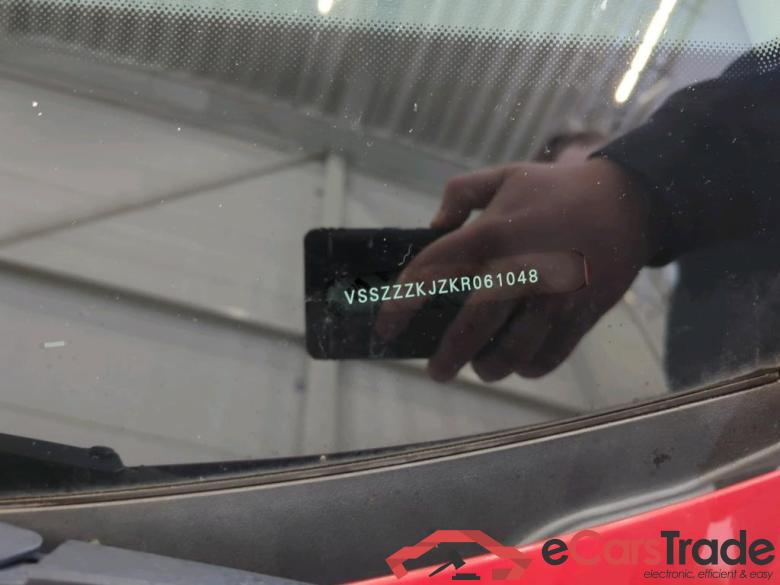 VSSZZZKJZKR061048
eCarsTrade
electronic, efficient & easy